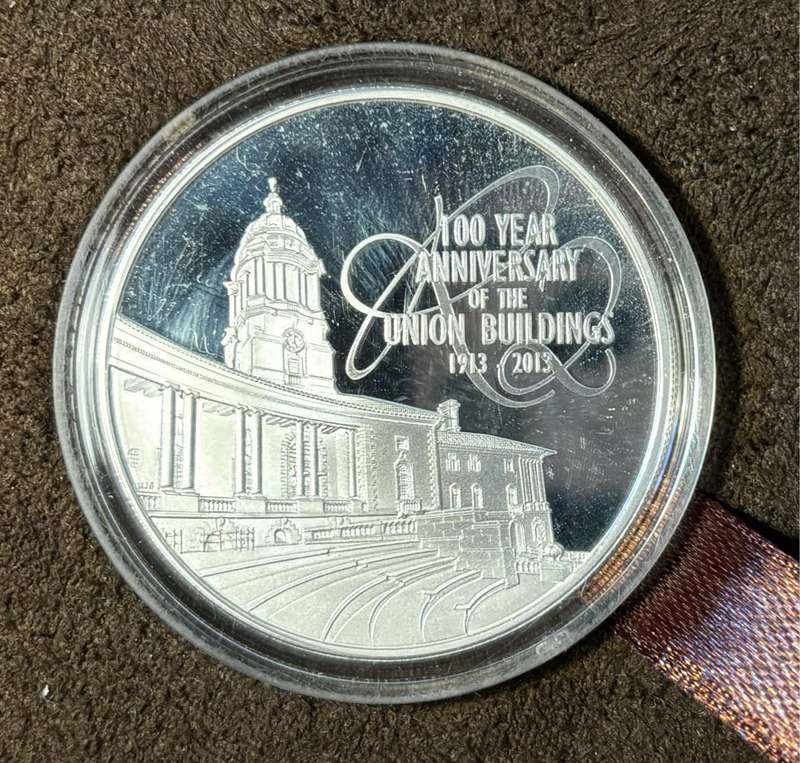 100 YEAR
ANNIVERSARY
OF THE
UNION BUILDINGS
1913 . 2013